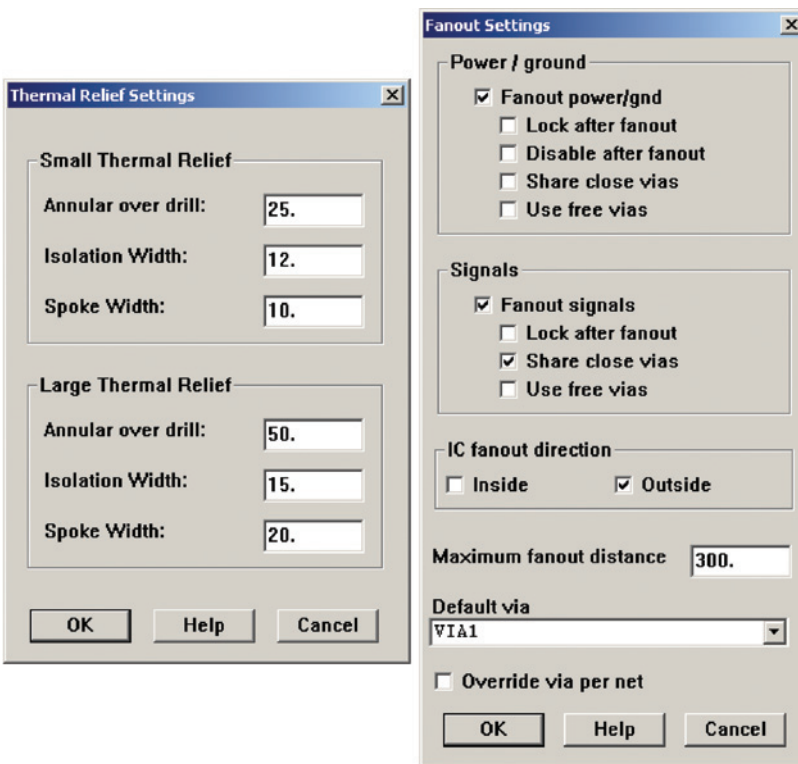 Thermal Relief Settings
Small Thermal Relief
Annular over drill: 25.
Isolation Width: 12.
Spoke Width: 10.
Large Thermal Relief
Annular over drill: 50.
Isolation Width: 15.
Spoke Width: 20.
OK Help Cancel
Fanout Settings
Power / ground
Fanout power/gnd
Lock after fanout
Disable after fanout
Share close vias
Use free vias
Signals
Fanout signals
Lock after fanout
Share close vias
Use free vias
IC fanout direction
Inside Outside
Maximum fanout distance 300.
Default via
VIA1
Override via per net
OK Help Cancel